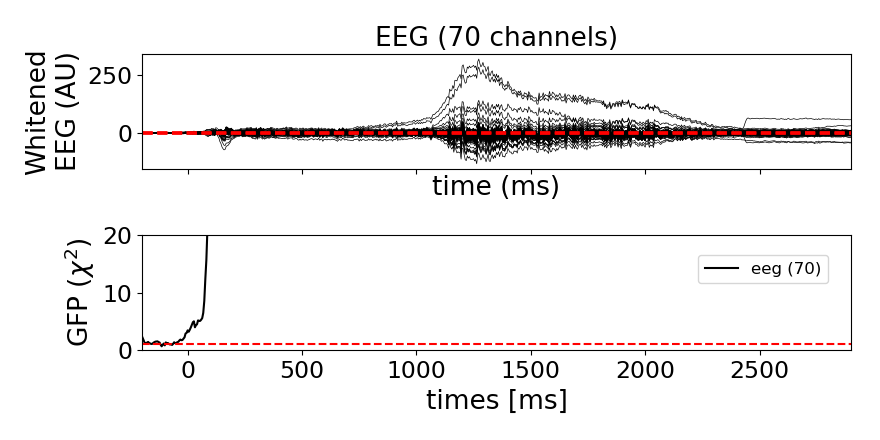 EEG (70 channels)
Whitened
EEG (AU)
250
0
time (ms)
GFP (χ²)
20
10
0
eeg (70)
0 500 1000 1500 2000 2500
times [ms]